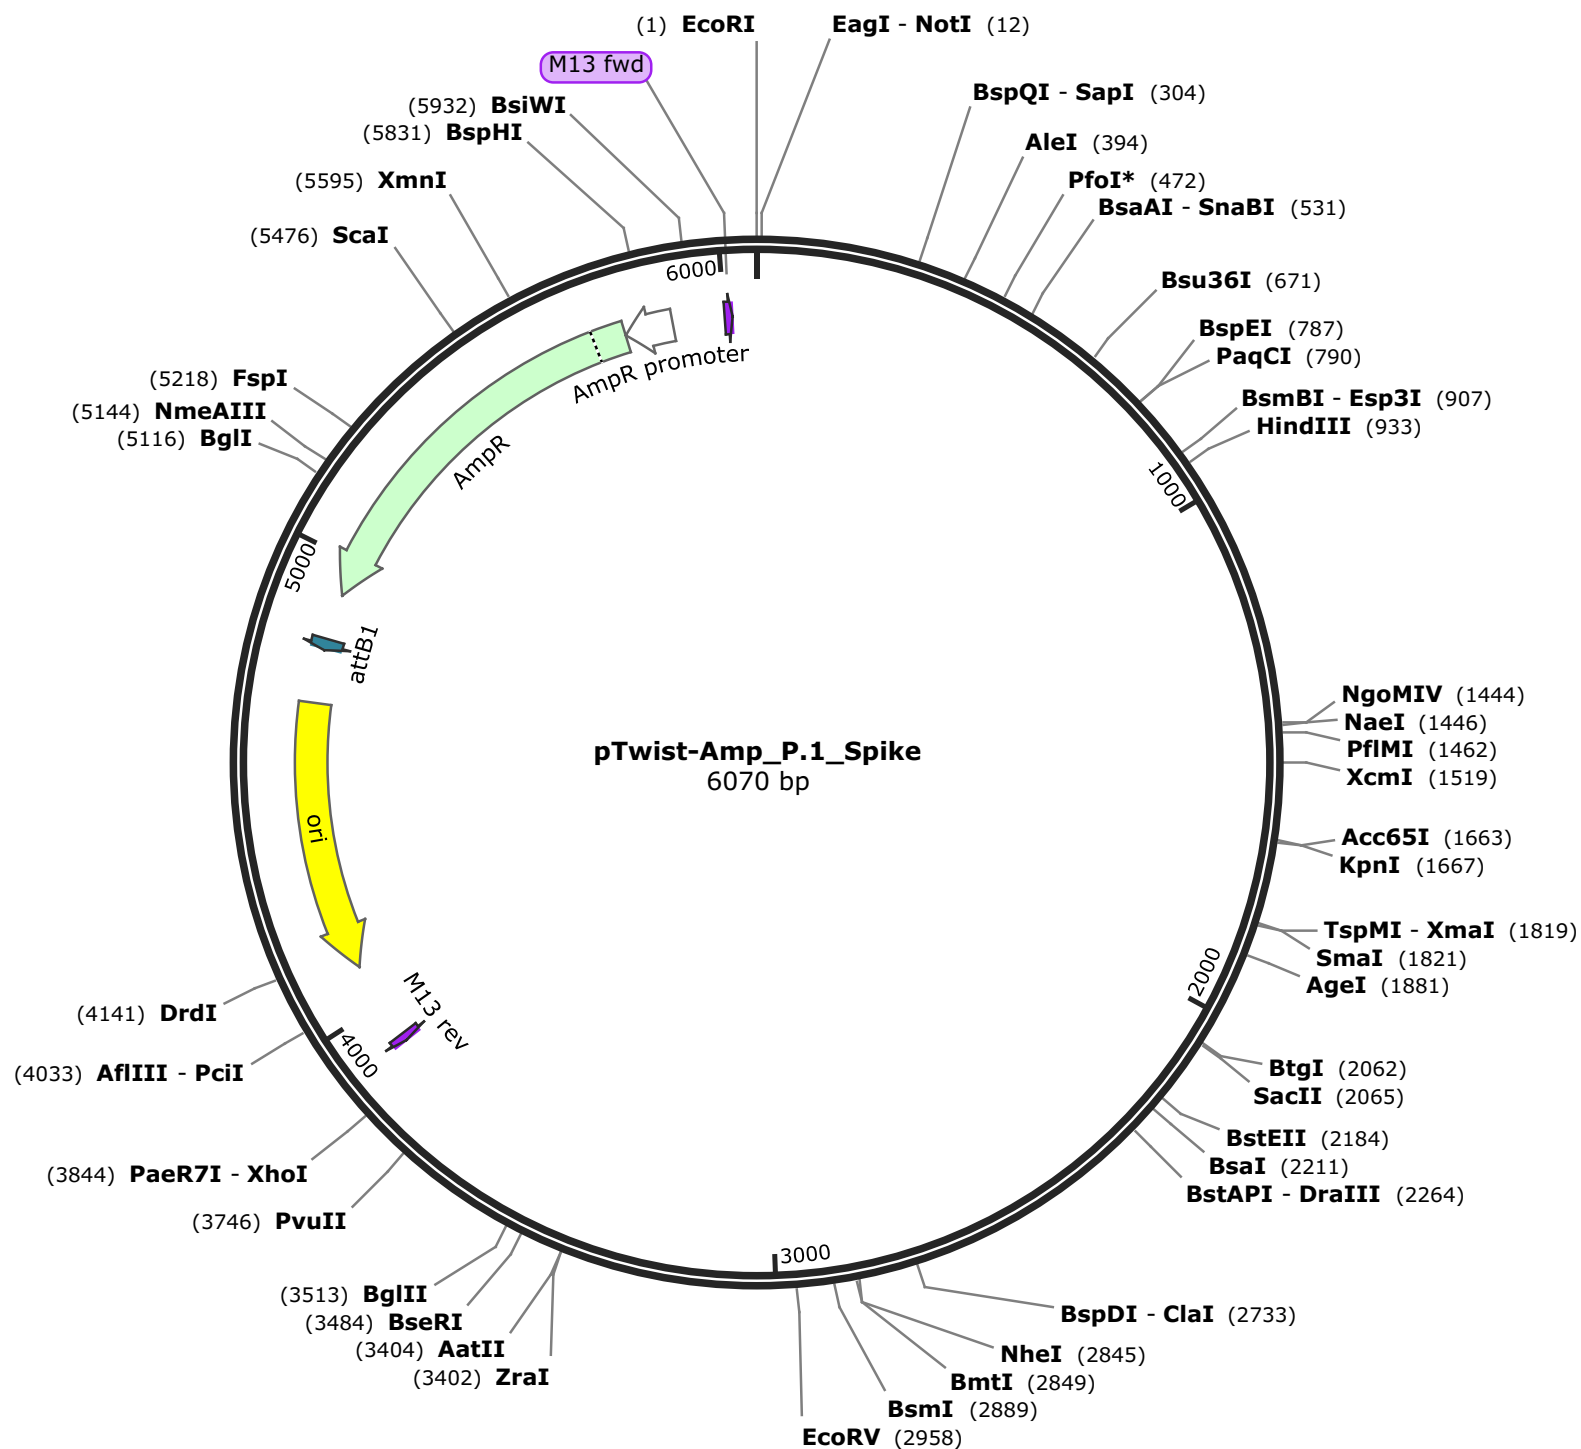 (1) EcoRI
EagI - NotI (12)
M13 fwd
BspQI - SapI (304)
(5932) BsiWI
(5831) BspHI
AleI (394)
(5595) XmnI
PfoI* (472)
BsaAI - SnaBI (531)
(5476) ScaI
6000
Bsu36I (671)
AmpR promoter
BspEI (787)
PaqCI (790)
(5218) FspI
(5144) NmeAIII
(5116) BglI
BsmBI - Esp3I (907)
HindIII (933)
AmpR
1000
5000
attB1
NgoMIV (1444)
NaeI (1446)
PflMI (1462)
XcmI (1519)
pTwist-Amp_P.1_Spike
6070 bp
ori
Acc65I (1663)
KpnI (1667)
TspMI - XmaI (1819)
SmaI (1821)
AgeI (1881)
2000
M13 rev
(4141) DrdI
4000
(4033) AflIII - PciI
BtgI (2062)
SacII (2065)
BstEII (2184)
BsaI (2211)
BstAPI - DraIII (2264)
(3844) PaeR7I - XhoI
(3746) PvuII
3000
(3513) BglII
(3484) BseRI
(3404) AatII
(3402) ZraI
BspDI - ClaI (2733)
NheI (2845)
BmtI (2849)
BsmI (2889)
EcoRV (2958)